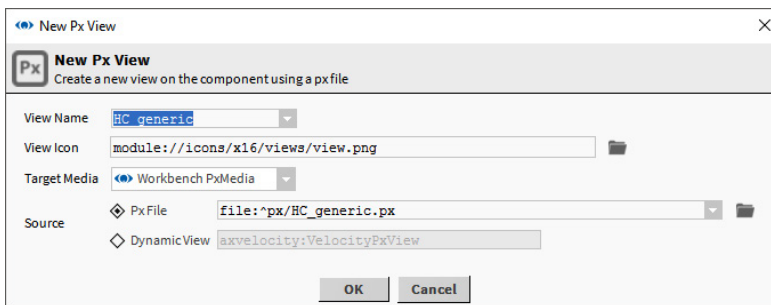 New Px View
Px
New Px View
Create a new view on the component using a px file
View Name HC_generic
View Icon module://icons/x16/views/view.png
Target Media Workbench PxMedia
Source
Px File file:^px/HC_generic.px
Dynamic View axvelocity:VelocityPxView
OK Cancel